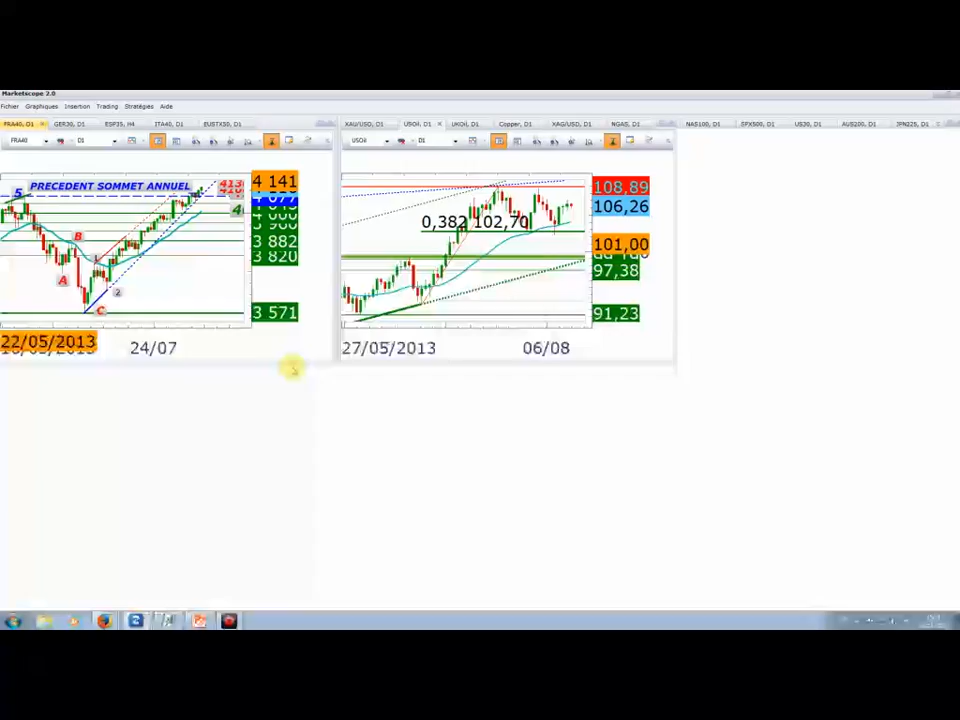 Marketscope 2.0
Fichier Graphiques Insertion Trading Stratégies Aide
FRA40, D1 GER30, D1 ESP35, H4 ITA40, D1 EUSTX50, D1
XAU/USD, D1 USOil, D1 UKOil, D1 Copper, D1 XAG/USD, D1 NGAS, D1
NAS100, D1 SPX500, D1 US30, D1 AUS200, D1 JPN225, D1
FRA40 D1
USOil D1
5 PRECEDENT SOMMET ANNUEL
4 141
3 882
3 820
3 571
B
A
C
2
22/05/2013
24/07
0,382 102,70
108,89
106,26
101,00
97,38
91,23
27/05/2013
06/08